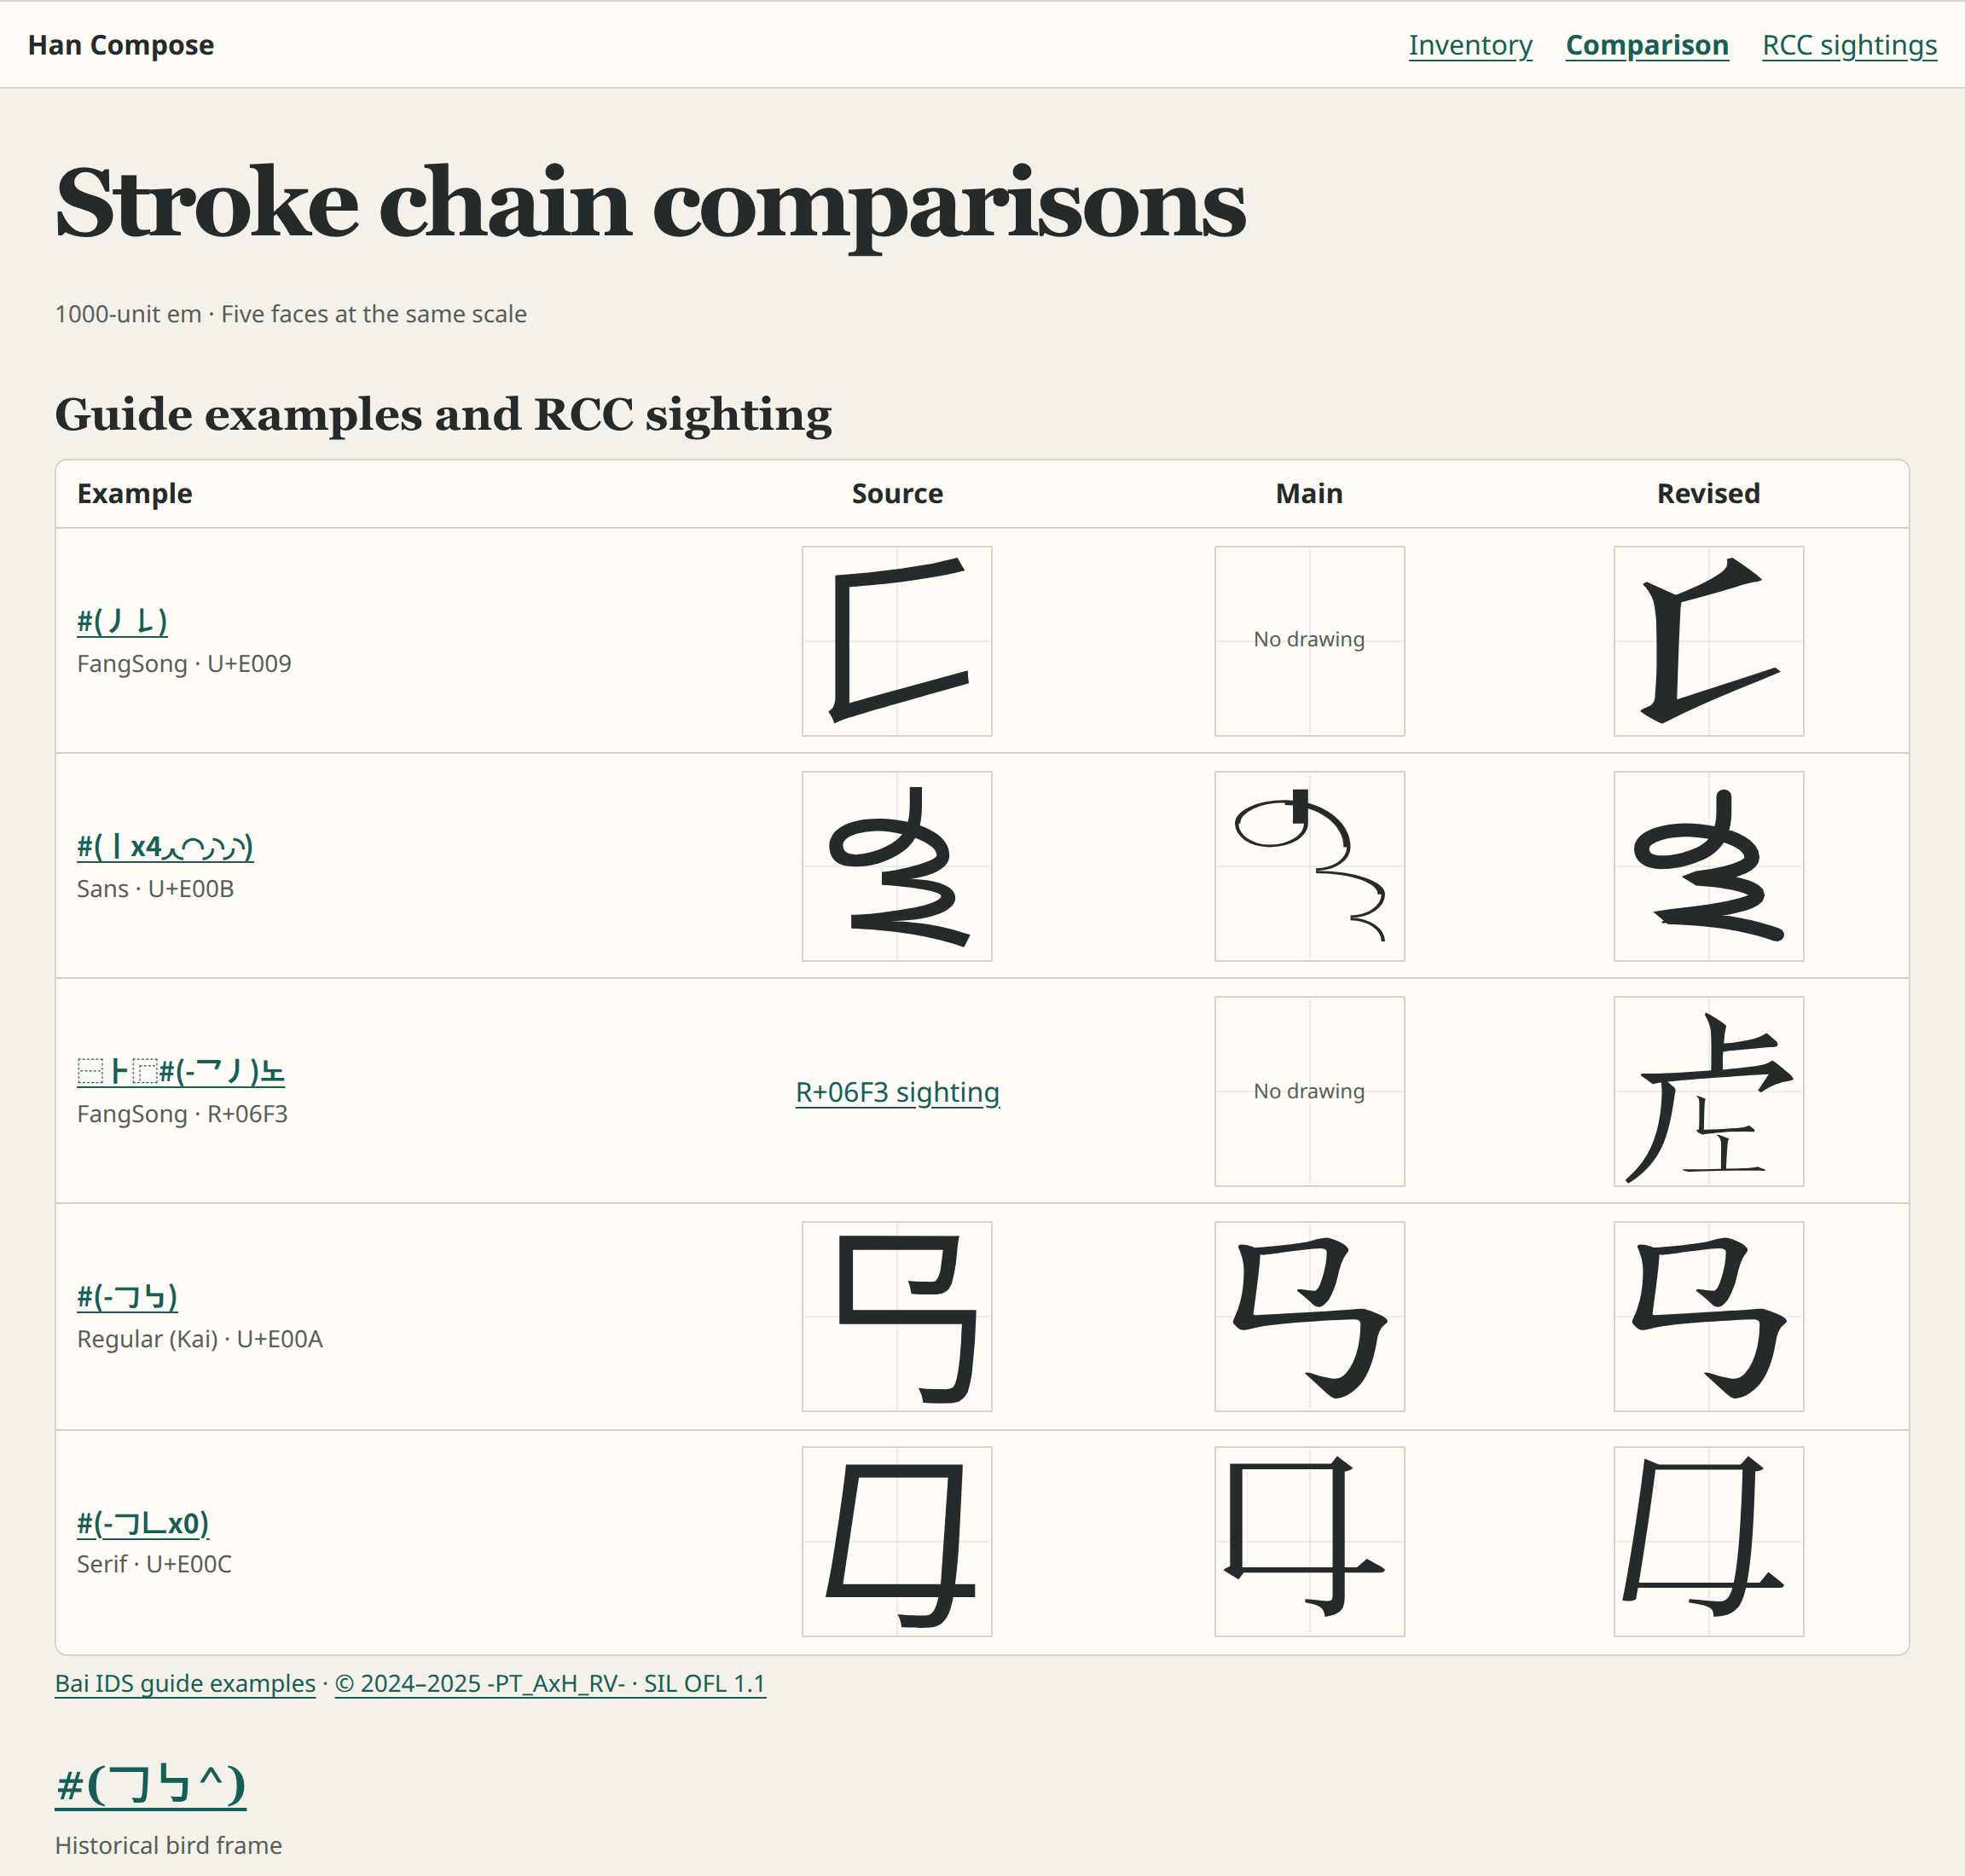 Han Compose
Inventory Comparison RCC sightings
Stroke chain comparisons
1000-unit em · Five faces at the same scale
Guide examples and RCC sighting
Example Source Main Revised
#(㇓𠄌)
FangSong · U+E009
No drawing
Sans · U+E00B
⿱⺊⿸#(-乛㇓)노
FangSong · R+06F3
R+06F3 sighting
No drawing
#(-𠃌㇉)
Regular (Kai) · U+E00A
#(-𠃌𠃊x0)
Serif · U+E00C
Bai IDS guide examples · © 2024–2025 -PT_AxH_RV- · SIL OFL 1.1
#(𠃌㇉^)
Historical bird frame